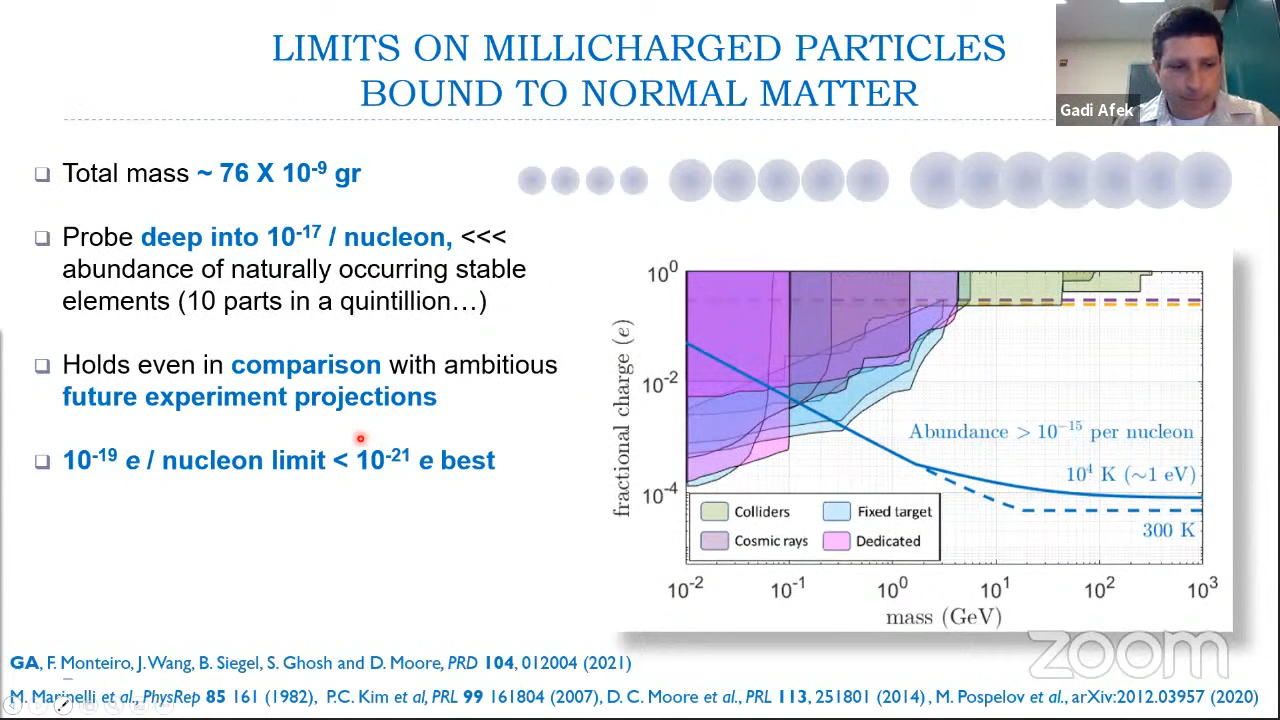 LIMITS ON MILLICHARGED PARTICLES
BOUND TO NORMAL MATTER
Gadi Afek
❑ Total mass ~ 76 X 10⁻⁹ gr
❑ Probe deep into 10⁻¹⁷ / nucleon, <<<
abundance of naturally occurring stable
elements (10 parts in a quintillion…)
❑ Holds even in comparison with ambitious
future experiment projections
❑ 10⁻¹⁹ e / nucleon limit < 10⁻²¹ e best
fractional charge (e)
10⁰
10⁻²
10⁻⁴
Abundance > 10⁻¹⁵ per nucleon
10⁴ K (~1 eV)
300 K
Colliders
Fixed target
Cosmic rays
Dedicated
10⁻² 10⁻¹ 10⁰ 10¹ 10² 10³
mass (GeV)
zoom
GA, F. Monteiro, J. Wang, B. Siegel, S. Ghosh and D. Moore, PRD 104, 012004 (2021)
M. Marinelli et al., PhysRep 85 161 (1982), P.C. Kim et al, PRL 99 161804 (2007), D. C. Moore et al., PRL 113, 251801 (2014), M. Pospelov et al., arXiv:2012.03957 (2020)